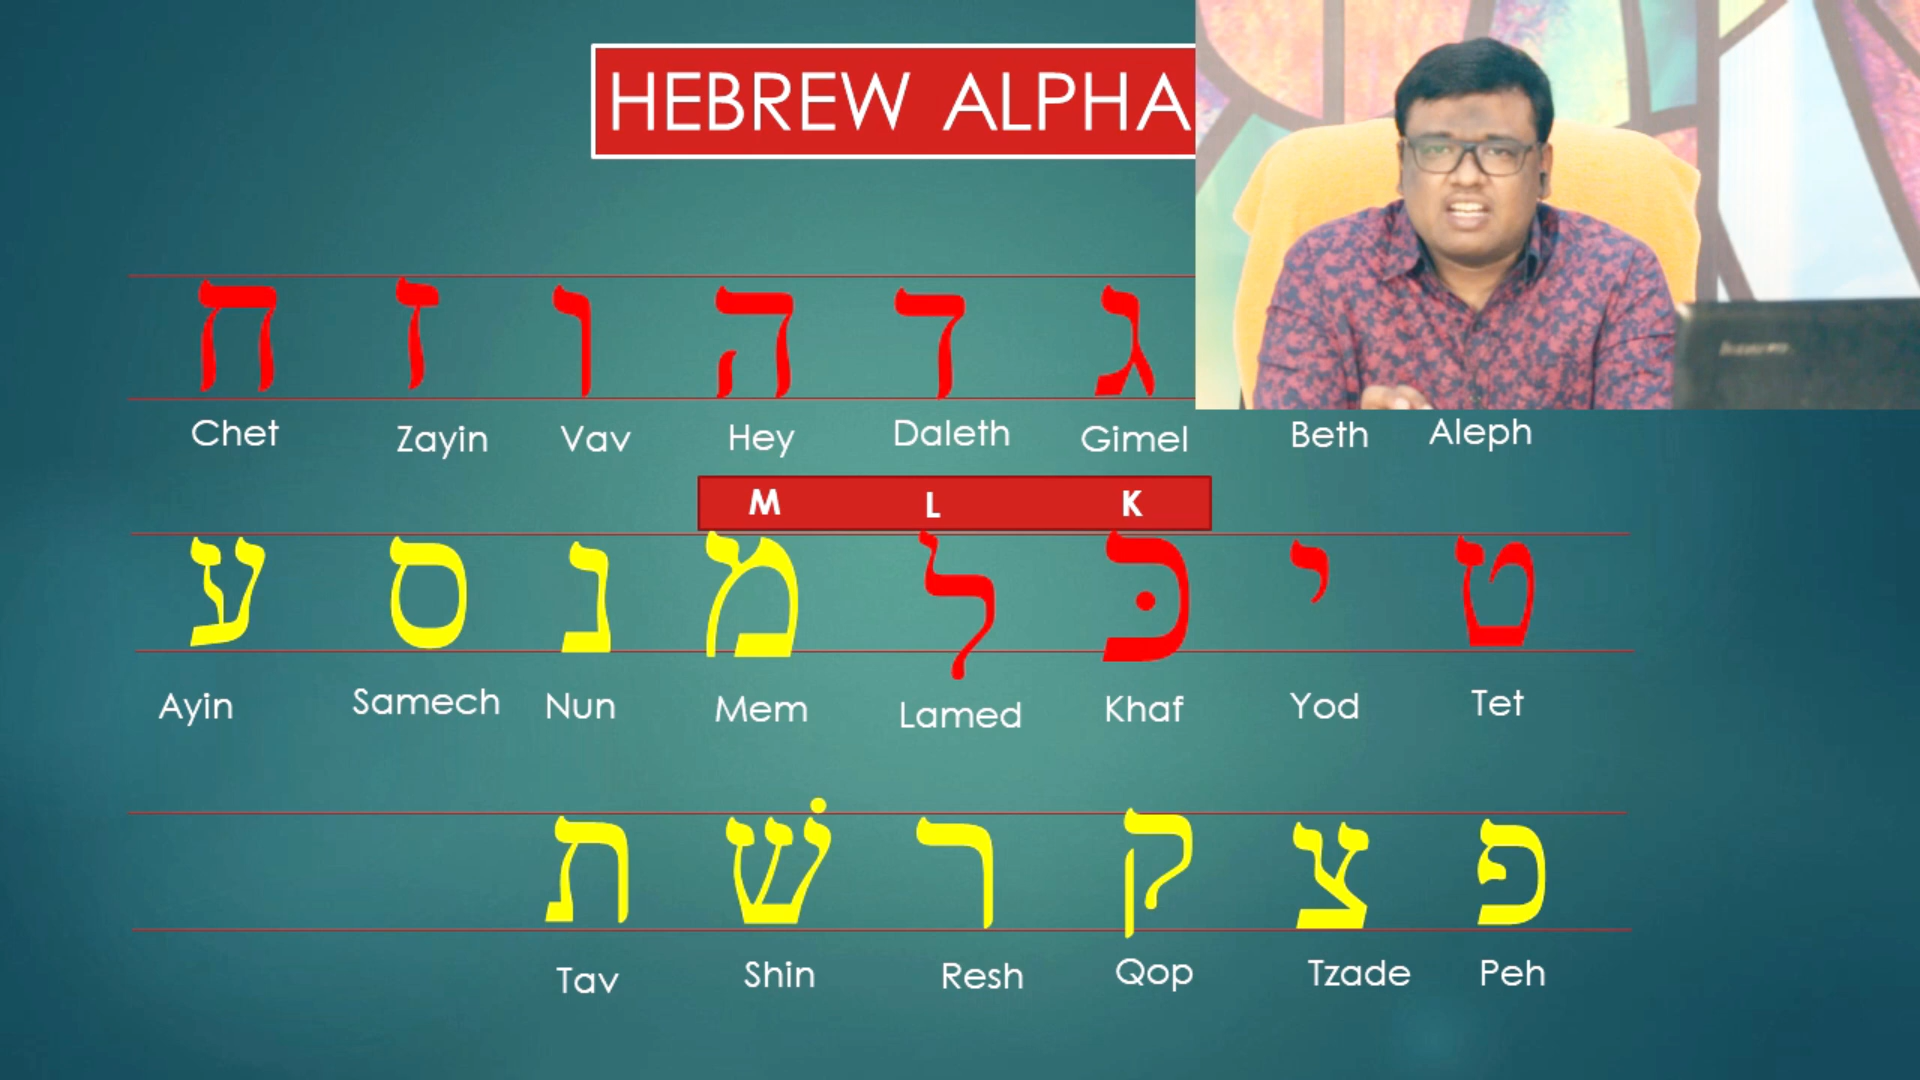 HEBREW ALPHA
ח ז ו ה ד ג
Chet Zayin Vav Hey Daleth Gimel Beth Aleph
M L K
ע ס נ מ ל כּ י ט
Ayin Samech Nun Mem Lamed Khaf Yod Tet
ת שׁ ר ק צ פ
Tav Shin Resh Qop Tzade Peh